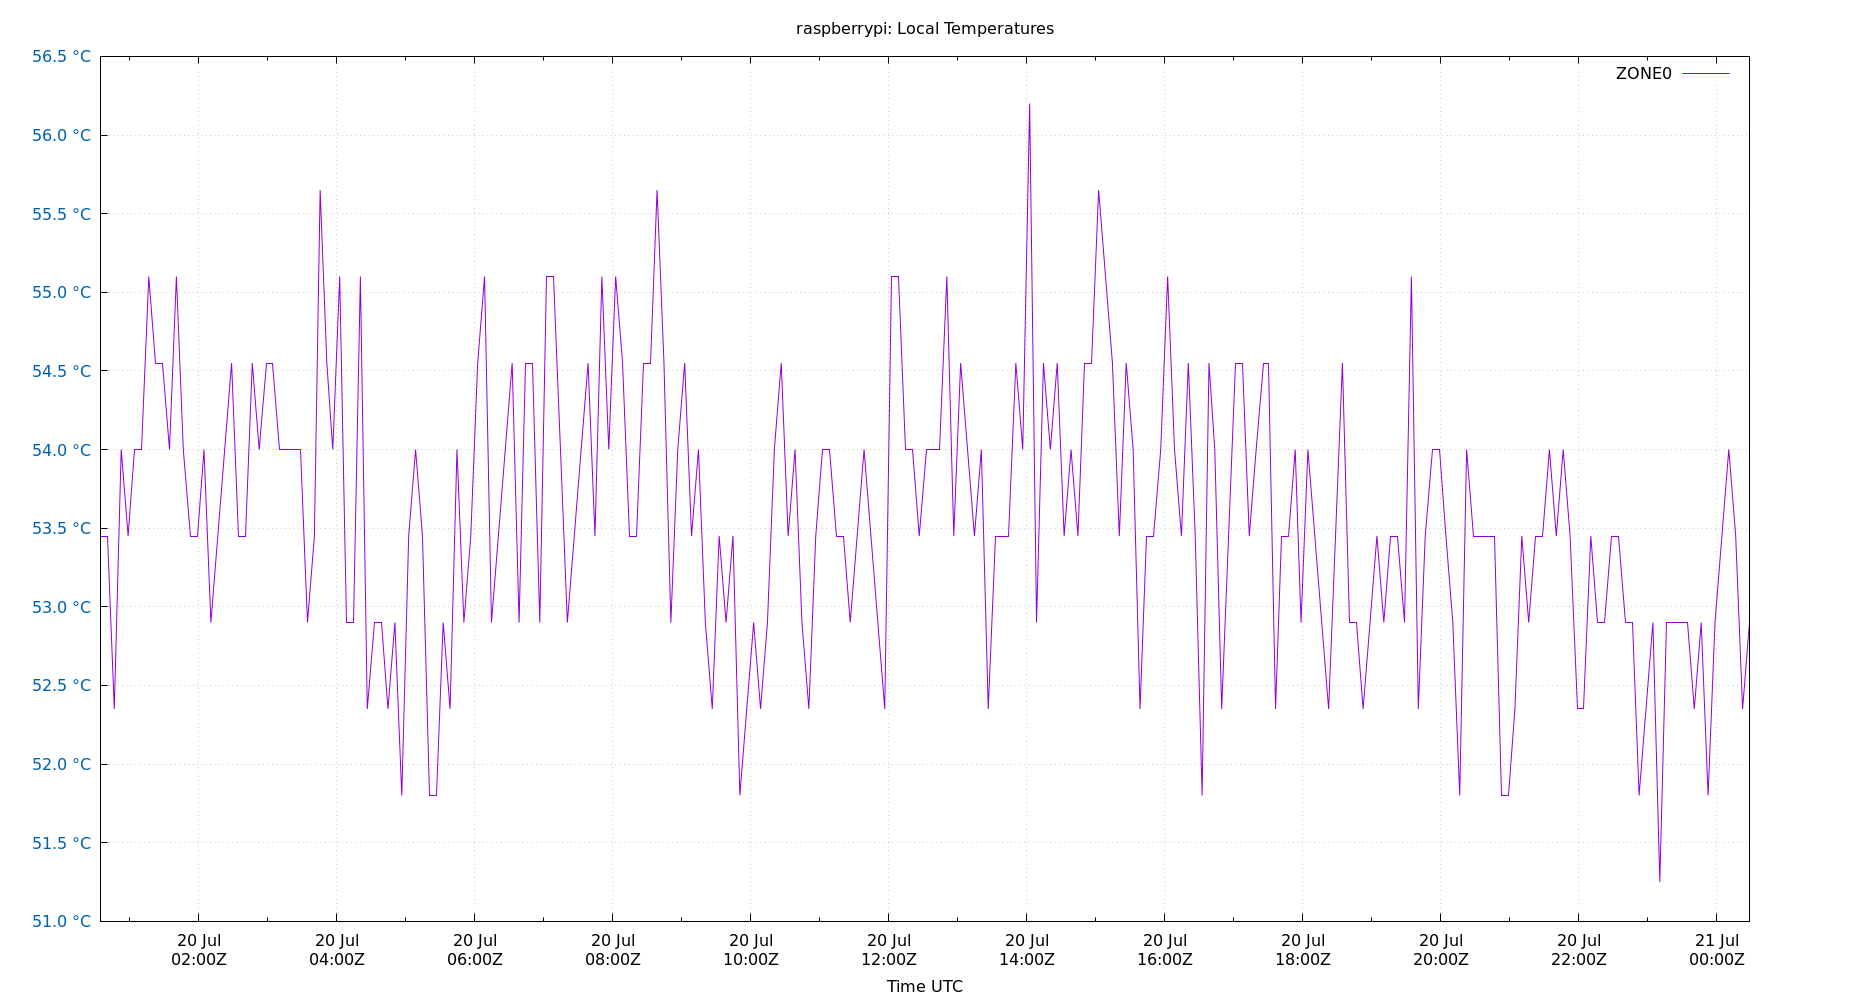 raspberrypi: Local Temperatures
56.5 °C
ZONE0
56.0 °C
55.5 °C
55.0 °C
54.5 °C
54.0 °C
53.5 °C
53.0 °C
52.5 °C
52.0 °C
51.5 °C
51.0 °C
20 Jul 20 Jul 20 Jul 20 Jul 20 Jul 20 Jul 20 Jul 20 Jul 20 Jul 20 Jul 20 Jul 21 Jul
02:00Z 04:00Z 06:00Z 08:00Z 10:00Z 12:00Z 14:00Z 16:00Z 18:00Z 20:00Z 22:00Z 00:00Z
Time UTC